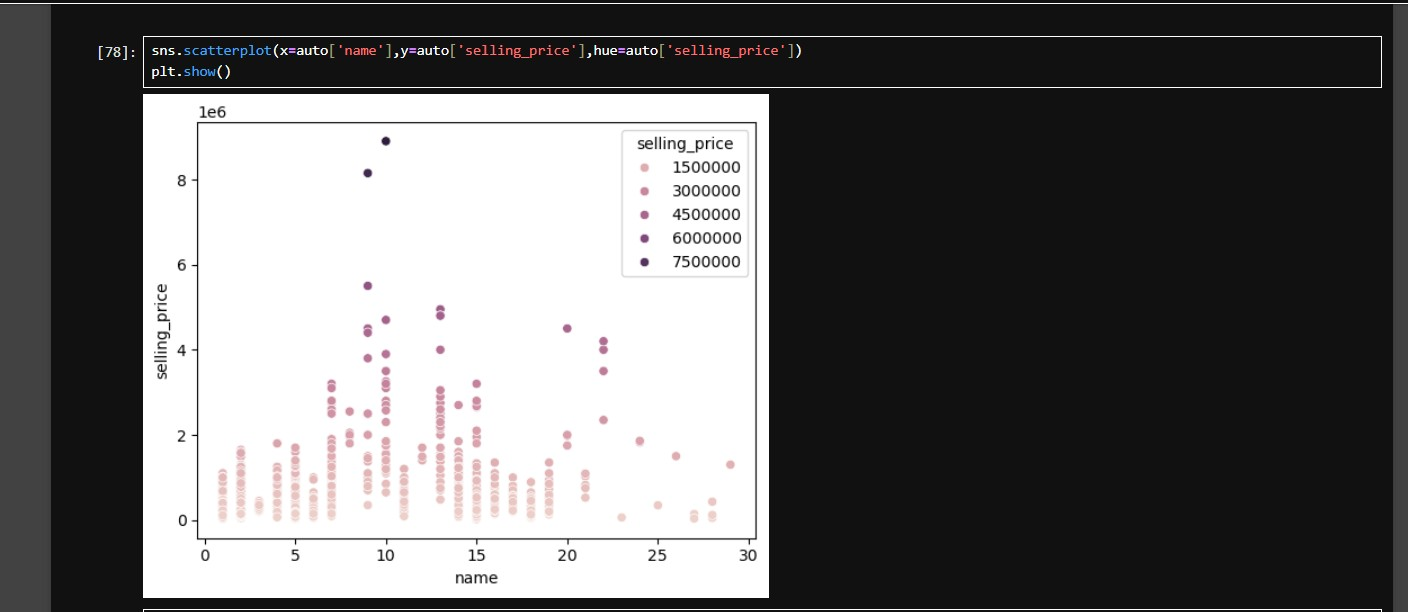 [78]:
sns.scatterplot(x=auto['name'],y=auto['selling_price'],hue=auto['selling_price'])
plt.show()
1e6
selling_price
1500000
3000000
4500000
6000000
7500000
8
6
4
2
0
selling_price
0 5 10 15 20 25 30
name